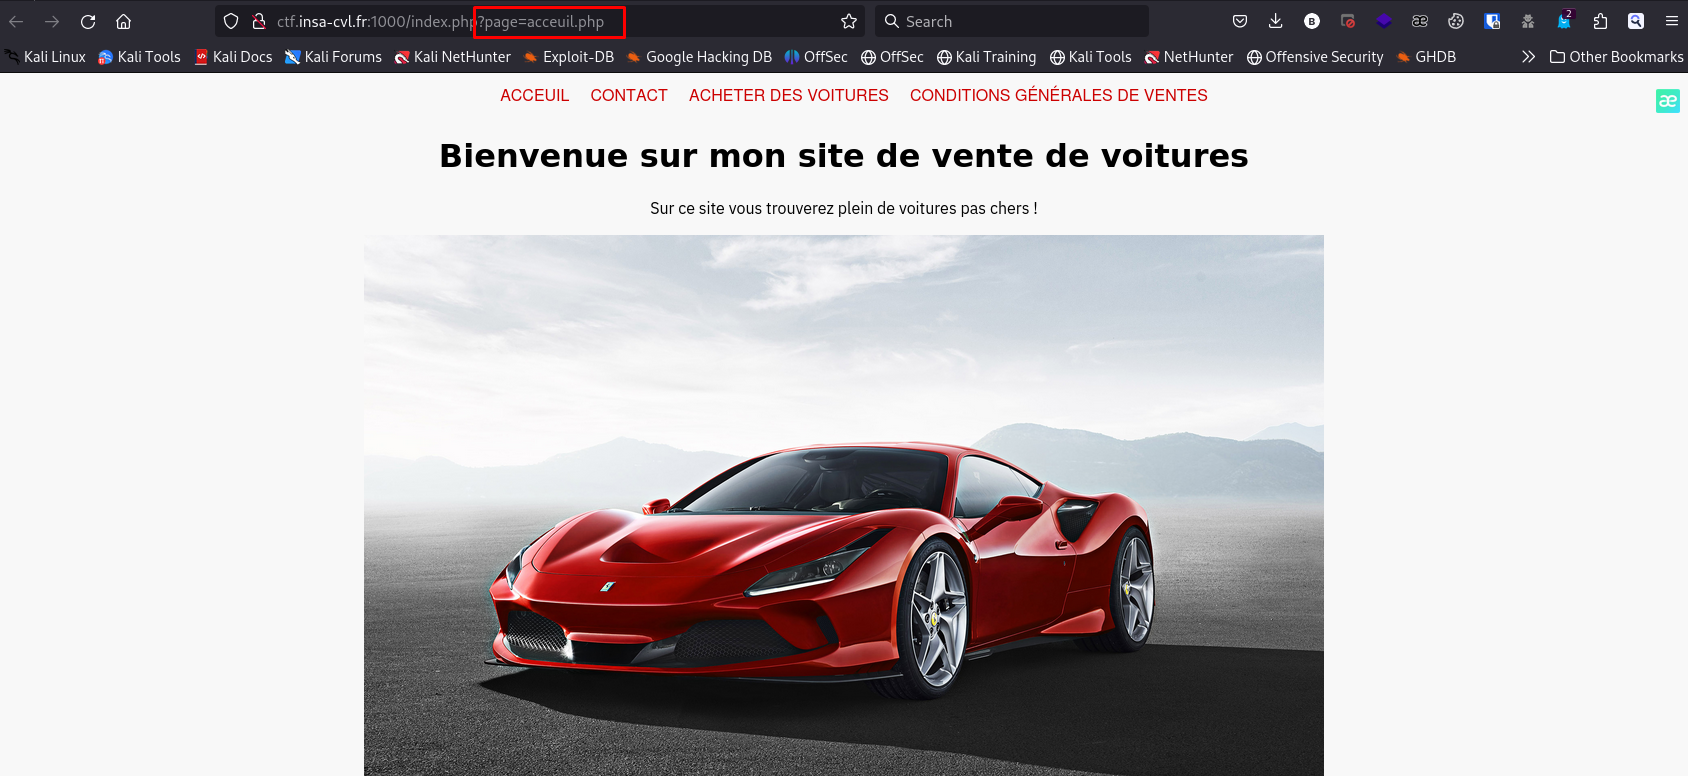 ctf.insa-cvl.fr:1000/index.php?page=acceuil.php
Search
B
æ
2
Kali Linux Kali Tools Kali Docs Kali Forums Kali NetHunter Exploit-DB Google Hacking DB OffSec OffSec Kali Training Kali Tools NetHunter Offensive Security GHDB Other Bookmarks
ACCEUIL CONTACT ACHETER DES VOITURES CONDITIONS GÉNÉRALES DE VENTES
æ
Bienvenue sur mon site de vente de voitures
Sur ce site vous trouverez plein de voitures pas chers !